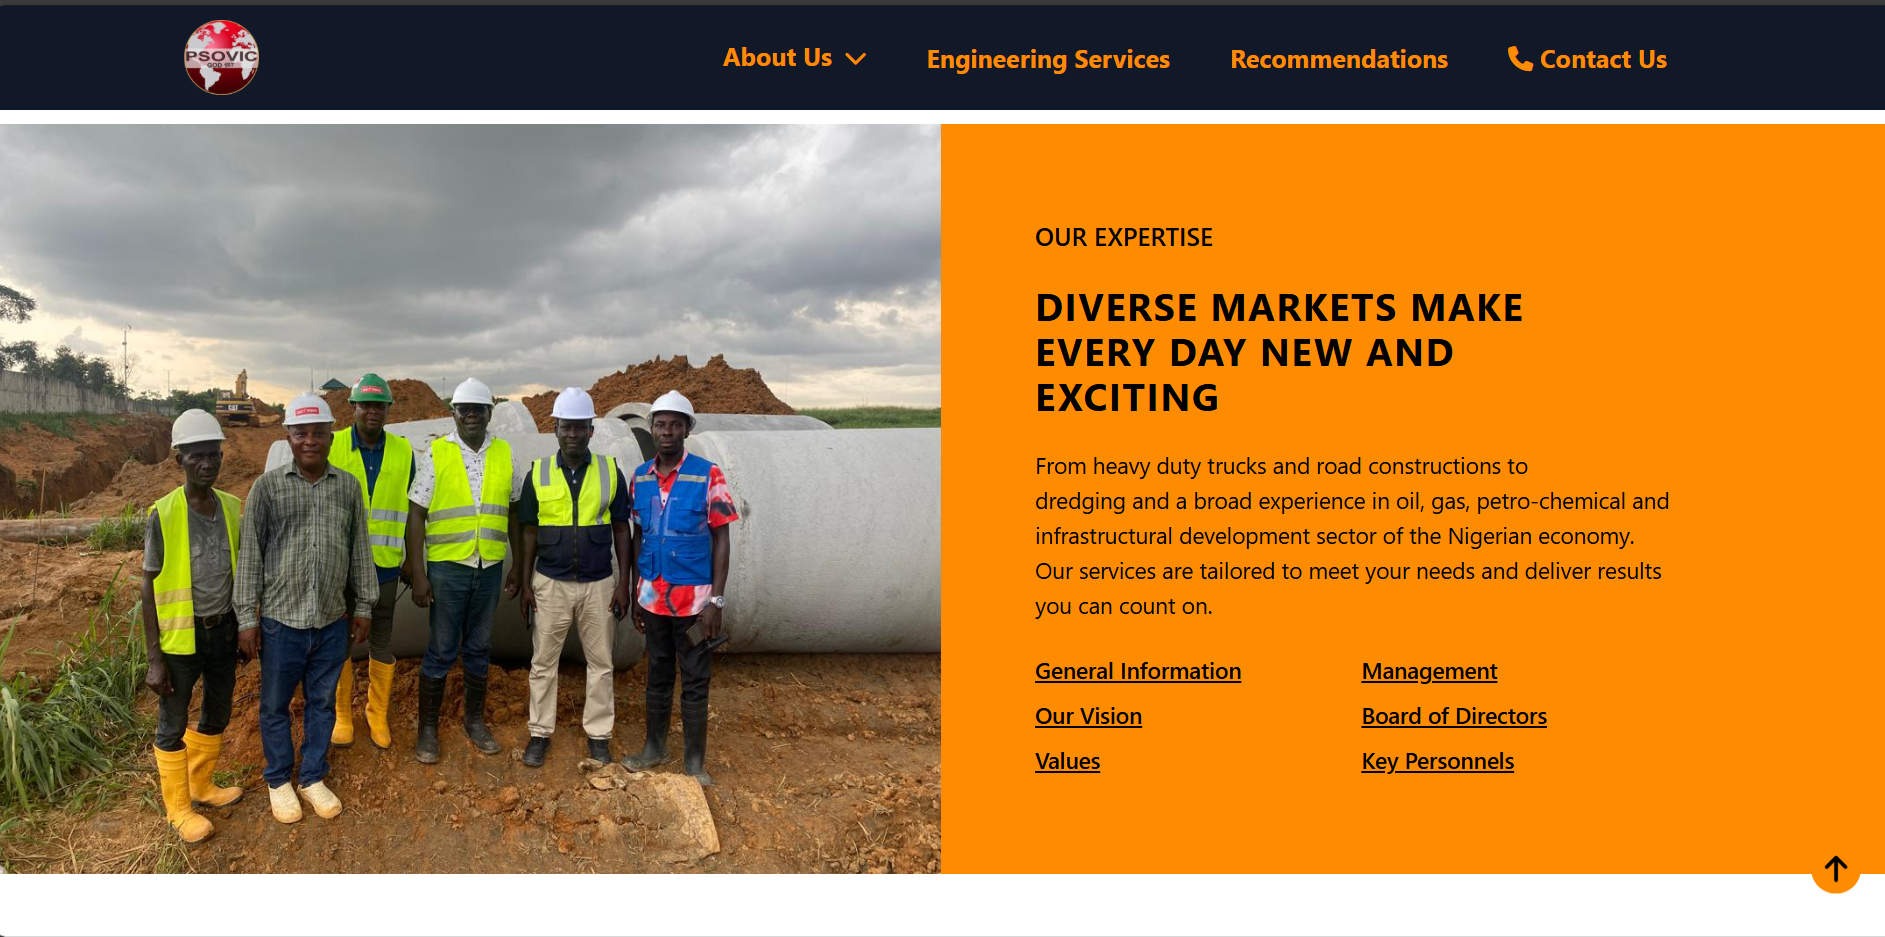 PSOVIC
About Us
Engineering Services
Recommendations
Contact Us
OUR EXPERTISE
DIVERSE MARKETS MAKE
EVERY DAY NEW AND
EXCITING
From heavy duty trucks and road constructions to
dredging and a broad experience in oil, gas, petro-chemical and
infrastructural development sector of the Nigerian economy.
Our services are tailored to meet your needs and deliver results
you can count on.
General Information
Management
Our Vision
Board of Directors
Values
Key Personnels
CAT